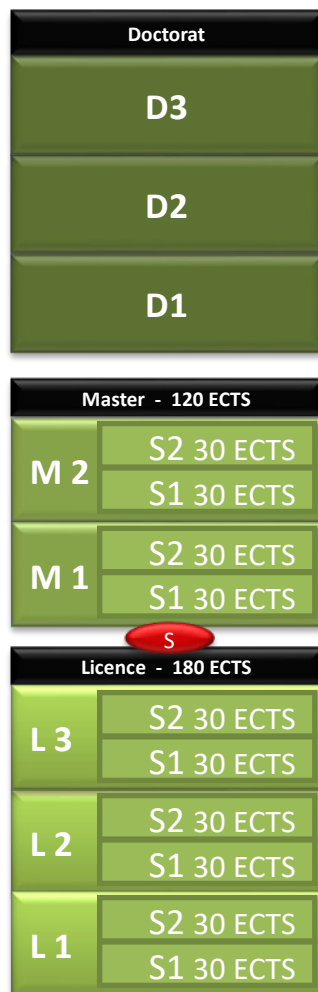 Doctorat
D3
D2
D1
Master - 120 ECTS
M 2
S2 30 ECTS
S1 30 ECTS
M 1
S2 30 ECTS
S1 30 ECTS
S
Licence - 180 ECTS
L 3
S2 30 ECTS
S1 30 ECTS
L 2
S2 30 ECTS
S1 30 ECTS
L 1
S2 30 ECTS
S1 30 ECTS